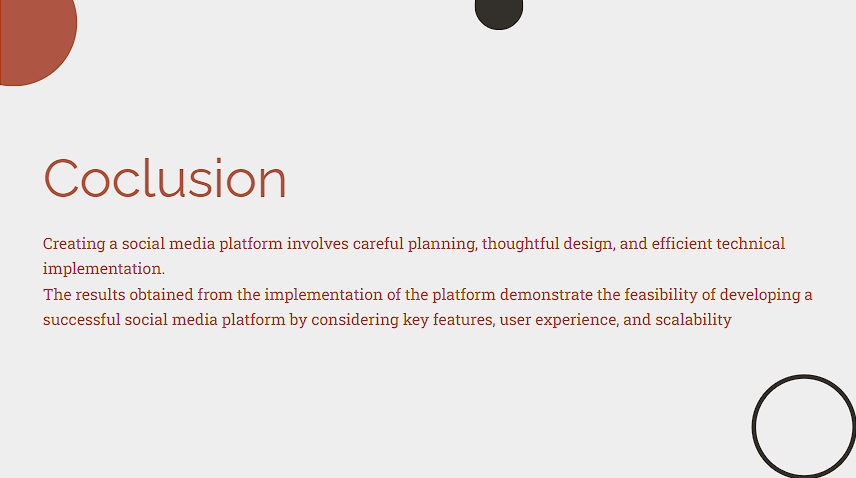 Coclusion
Creating a social media platform involves careful planning, thoughtful design, and efficient technical
implementation.
The results obtained from the implementation of the platform demonstrate the feasibility of developing a
successful social media platform by considering key features, user experience, and scalability